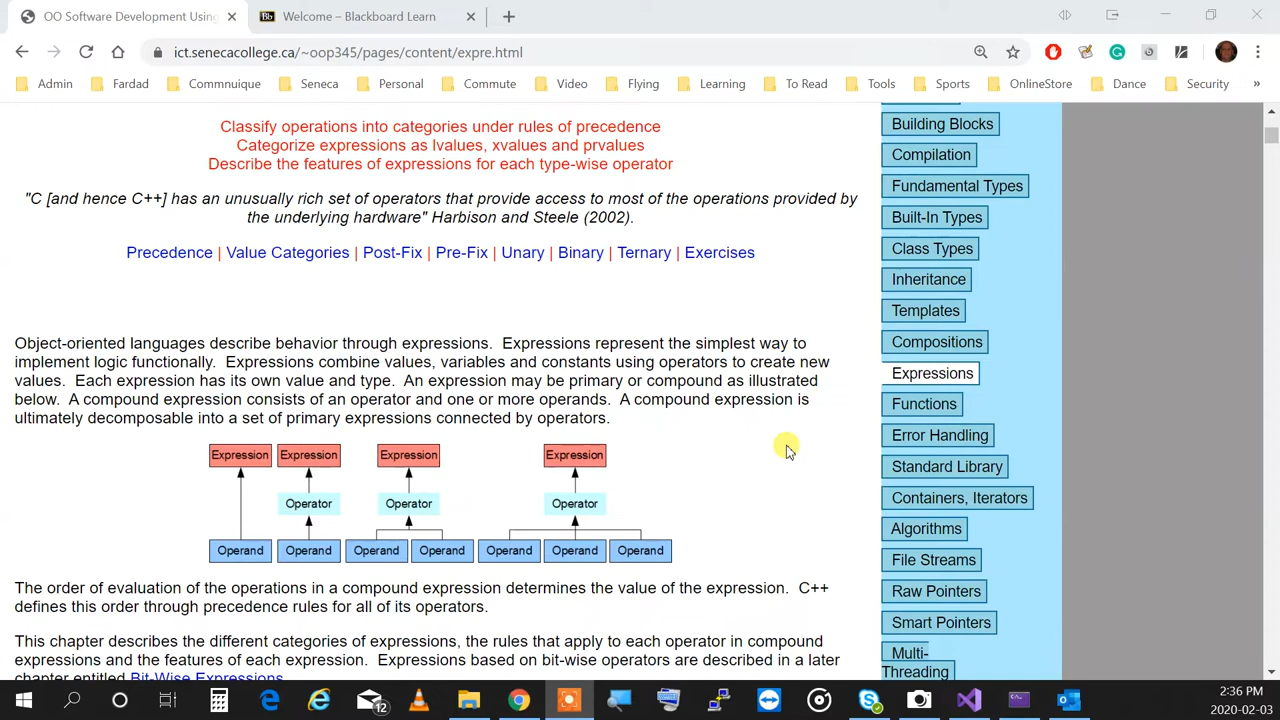 OO Software Development Using
Welcome – Blackboard Learn
ict.senecacollege.ca/~oop345/pages/content/expre.html
Admin Fardad Commnuique Seneca Personal Commute Video Flying Learning To Read Tools Sports OnlineStore Dance Security »
Classify operations into categories under rules of precedence
Categorize expressions as lvalues, xvalues and prvalues
Describe the features of expressions for each type-wise operator
"C [and hence C++] has an unusually rich set of operators that provide access to most of the operations provided by
the underlying hardware" Harbison and Steele (2002).
Precedence | Value Categories | Post-Fix | Pre-Fix | Unary | Binary | Ternary | Exercises
Object-oriented languages describe behavior through expressions. Expressions represent the simplest way to
implement logic functionally. Expressions combine values, variables and constants using operators to create new
values. Each expression has its own value and type. An expression may be primary or compound as illustrated
below. A compound expression consists of an operator and one or more operands. A compound expression is
ultimately decomposable into a set of primary expressions connected by operators.
Expression Expression Expression Expression
Operator Operator Operator
Operand Operand Operand Operand Operand Operand Operand
The order of evaluation of the operations in a compound expression determines the value of the expression. C++
defines this order through precedence rules for all of its operators.
This chapter describes the different categories of expressions, the rules that apply to each operator in compound
expressions and the features of each expression. Expressions based on bit-wise operators are described in a later
chapter entitled Bit-Wise Expressions
Building Blocks
Compilation
Fundamental Types
Built-In Types
Class Types
Inheritance
Templates
Compositions
Expressions
Functions
Error Handling
Standard Library
Containers, Iterators
Algorithms
File Streams
Raw Pointers
Smart Pointers
Multi-
Threading
12
2:36 PM
2020-02-03